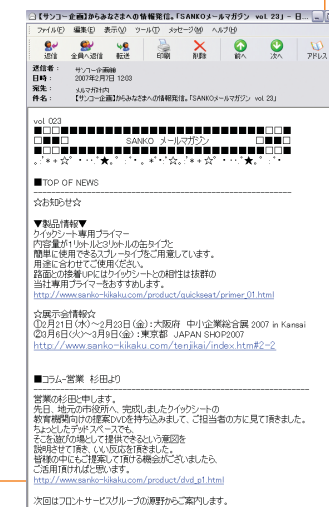 【サンコー企画】からみなさまへの情報発信。「SANKOメールマガジン vol. 23」 - 日...
ファイル(F) 編集(E) 表示(V) ツール(T) メッセージ(M) ヘルプ(H)
返信 全員へ返信 転送 印刷 削除 前へ 次へ アドレス
送信者： サンコー企画㈱
日時： 2007年2月7日 12:03
宛先： メルマガ社内
件名： 【サンコー企画】からみなさまへの情報発信。「SANKOメールマガジン vol. 23」
vol. 023
SANKO メールマガジン
■TOP OF NEWS
☆お知らせ☆
▼製品情報▼
クイックシート専用プライマー
内容量が1リットルと3リットルの缶タイプと
簡単に使用できるスプレータイプをご用意しています。
用途に合わせてご使用ください。
路面との接着UPにはクイックシートとの相性は抜群の
当社専用プライマーをおすすめします。
http://www.sanko-kikaku.com/product/quickseat/primer_01.html
☆展示会情報☆
①2月21日(水)～2月23日(金)：大阪府 中小企業総合展 2007 in Kansai
②3月6日(火)～3月9日(金)：東京都 JAPAN SHOP2007
http://www.sanko-kikaku.com/tenjikai/index.htm#2-2
■コラム-営業 杉田より
営業の杉田と申します。
先日、地元の市役所へ、完成しましたクイックシートの
教育機関向けの提案DVDを持ち込みまして、ご担当者の方に見て頂きました。
ちょっとしたデッドスペースでも、
そこを遊びの場として提供できるという意図を
説明させて頂き、いい反応を頂きました。
皆様の中にもご提案して頂ける機会がございましたら、
ご活用頂ければと思います。
http://www.sanko-kikaku.com/product/dvd_p1.html
次回はフロントサービスグループの源野からご案内します。